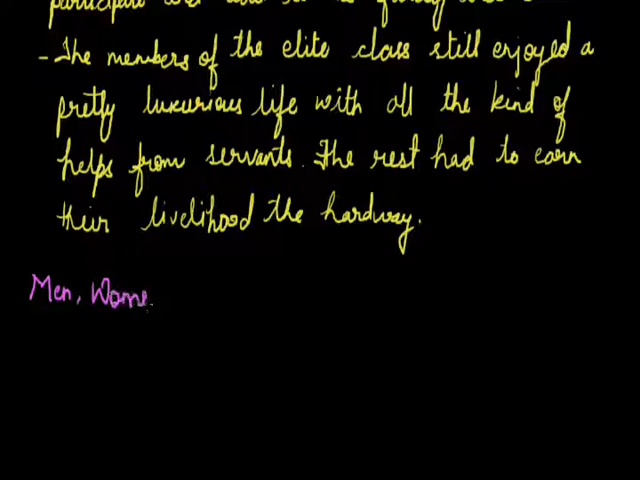 participate
- The members of the elite class still enjoyed a
pretty luxurious life with all the kind of
helps from servants. The rest had to earn
their livelihood the hardway.
Men, Wome